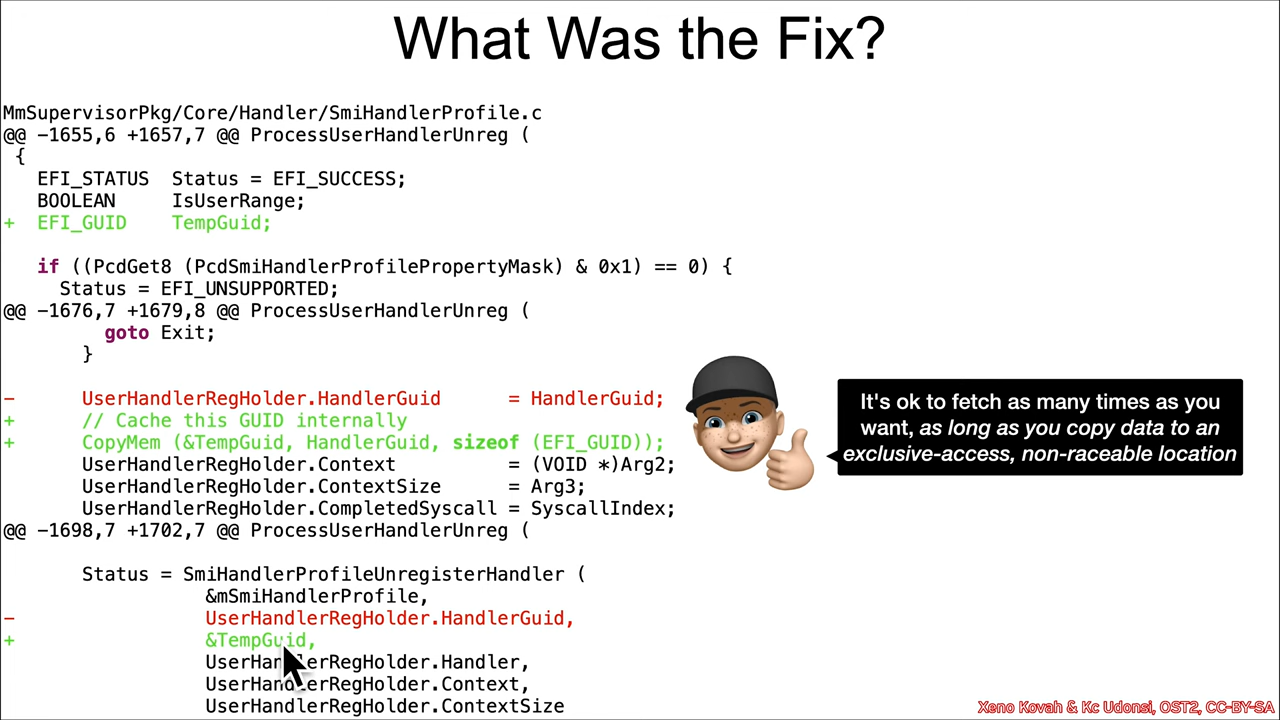 What Was the Fix?
MmSupervisorPkg/Core/Handler/SmiHandlerProfile.c
@@ -1655,6 +1657,7 @@ ProcessUserHandlerUnreg (
{
EFI_STATUS  Status = EFI_SUCCESS;
BOOLEAN     IsUserRange;
+  EFI_GUID    TempGuid;
if ((PcdGet8 (PcdSmiHandlerProfilePropertyMask) & 0x1) == 0) {
Status = EFI_UNSUPPORTED;
@@ -1676,7 +1679,8 @@ ProcessUserHandlerUnreg (
goto Exit;
}
-      UserHandlerRegHolder.HandlerGuid      = HandlerGuid;
+      // Cache this GUID internally
+      CopyMem (&TempGuid, HandlerGuid, sizeof (EFI_GUID));
UserHandlerRegHolder.Context          = (VOID *)Arg2;
UserHandlerRegHolder.ContextSize      = Arg3;
UserHandlerRegHolder.CompletedSyscall = SyscallIndex;
@@ -1698,7 +1702,7 @@ ProcessUserHandlerUnreg (
Status = SmiHandlerProfileUnregisterHandler (
&mSmiHandlerProfile,
-                 UserHandlerRegHolder.HandlerGuid,
+                 &TempGuid,
UserHandlerRegHolder.Handler,
UserHandlerRegHolder.Context,
UserHandlerRegHolder.ContextSize
It's ok to fetch as many times as you
want, as long as you copy data to an
exclusive-access, non-raceable location
Xeno Kovah & Kc Udonsi, OST2, CC-BY-SA